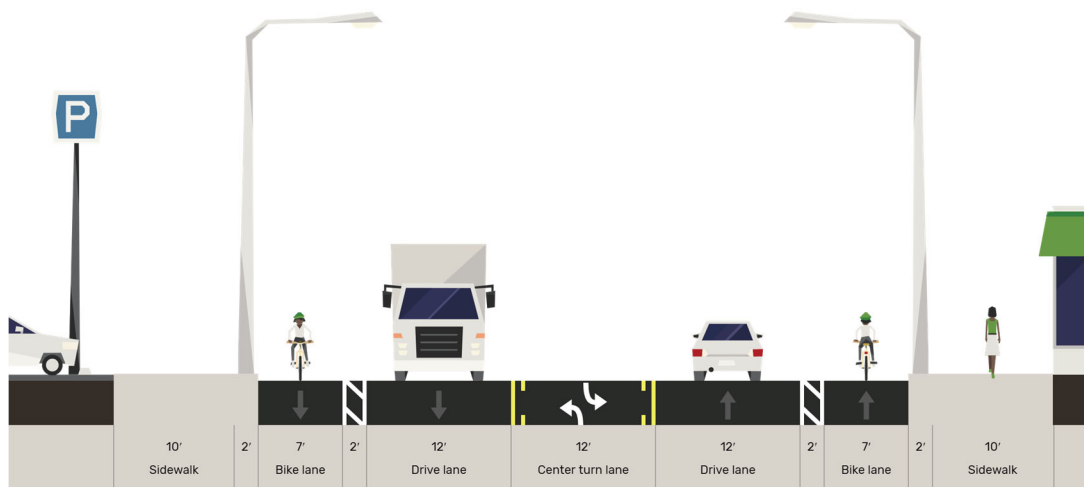 P
10' 2' 7' 2' 12' 12' 12' 2' 7' 2' 10'
Sidewalk Bike lane Drive lane Center turn lane Drive lane Bike lane Sidewalk